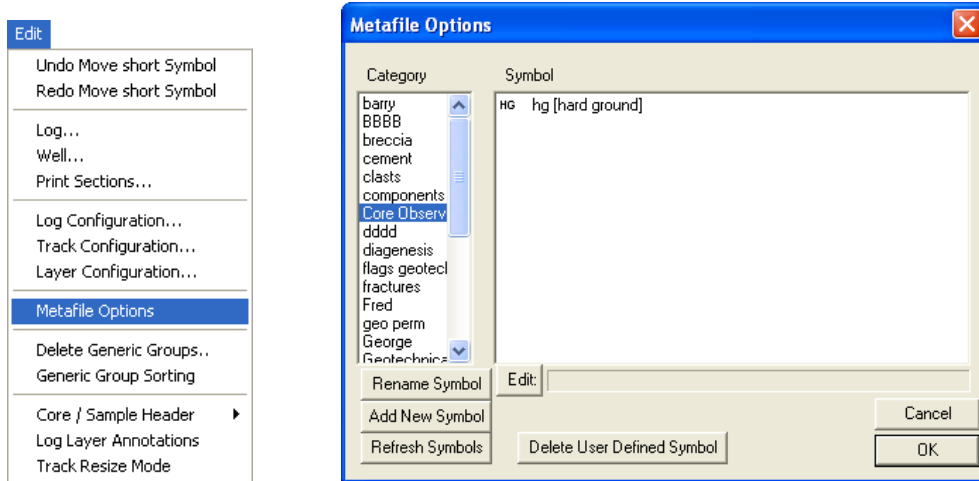 Edit
Undo Move short Symbol
Redo Move short Symbol
Log...
Well...
Print Sections...
Log Configuration...
Track Configuration...
Layer Configuration...
Metafile Options
Delete Generic Groups..
Generic Group Sorting
Core / Sample Header
Log Layer Annotations
Track Resize Mode
Metafile Options
Category
Symbol
barry
BBBB
breccia
cement
clasts
components
Core Observ
dddd
diagenesis
flags geotecl
fractures
Fred
geo perm
George
Geotechnica
HG hg [hard ground]
Rename Symbol
Edit:
Add New Symbol
Cancel
Refresh Symbols
Delete User Defined Symbol
OK